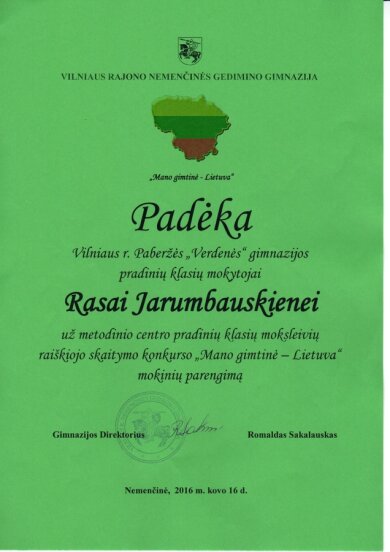 VILNIAUS RAJONO NEMENČINĖS GEDIMINO GIMNAZIJA
„Mano gimtinė - Lietuva“
Padėka
Vilniaus r. Paberžės „Verdenės“ gimnazijos
pradinių klasių mokytojai
Rasai Jarumbauskienei
už metodinio centro pradinių klasių moksleivių
raiškiojo skaitymo konkurso „Mano gimtinė – Lietuva“
mokinių parengimą
Gimnazijos Direktorius Romaldas Sakalauskas
Nemenčinė, 2016 m. kovo 16 d.